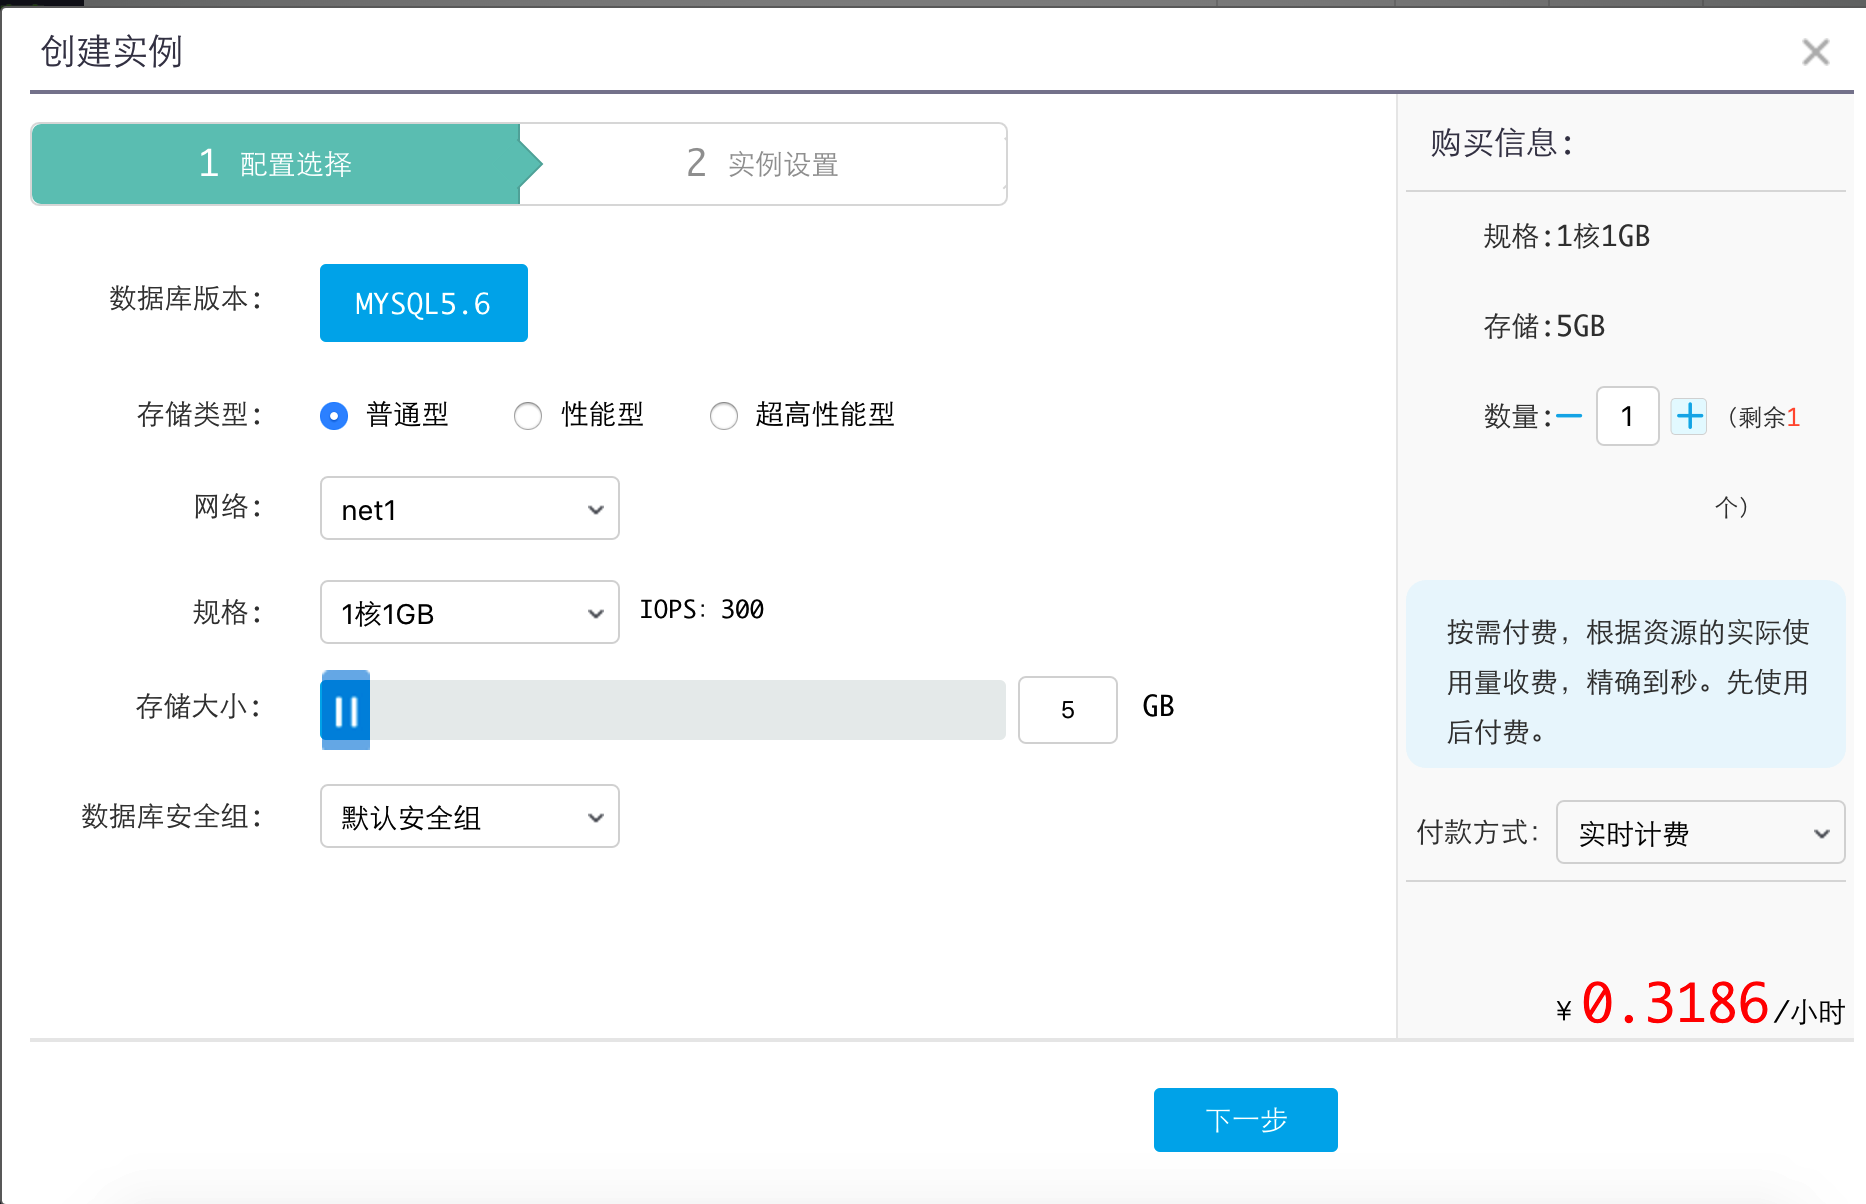 创建实例
1 配置选择
2 实例设置
数据库版本：
MYSQL5.6
存储类型：
普通型
性能型
超高性能型
网络：
net1
规格：
1核1GB
IOPS：300
存储大小：
5
GB
数据库安全组：
默认安全组
购买信息：
规格:1核1GB
存储:5GB
数量:
1
（剩余1
个）
按需付费，根据资源的实际使
用量收费，精确到秒。先使用
后付费。
付款方式：
实时计费
¥ 0.3186/小时
下一步